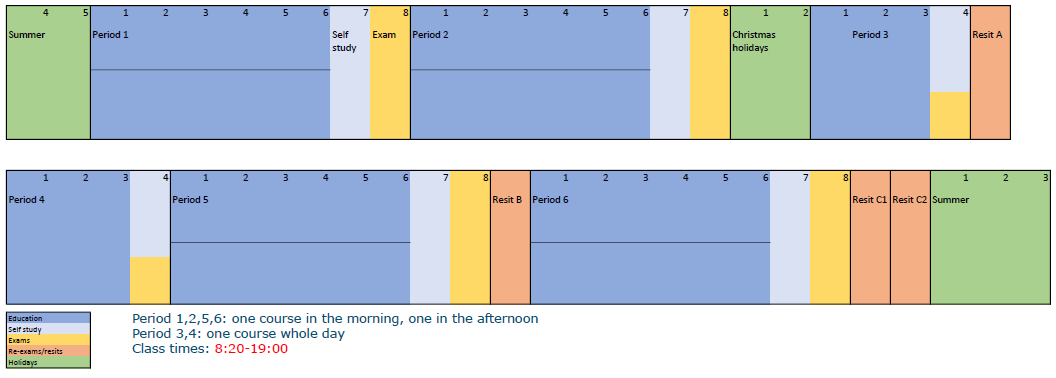 4 5 1 2 3 4 5 6 7 8 1 2 3 4 5 6 7 8 1 2 1 2 3 4
Summer Period 1 Self study Exam Period 2 Christmas holidays Period 3 Resit A
1 2 3 4 1 2 3 4 5 6 7 8 1 2 3 4 5 6 7 8 1 2 3
Period 4 Period 5 Resit B Period 6 Resit C1 Resit C2 Summer
Education
Self study
Exams
Re-exams/resits
Holidays
Period 1,2,5,6: one course in the morning, one in the afternoon
Period 3,4: one course whole day
Class times: 8:20-19:00